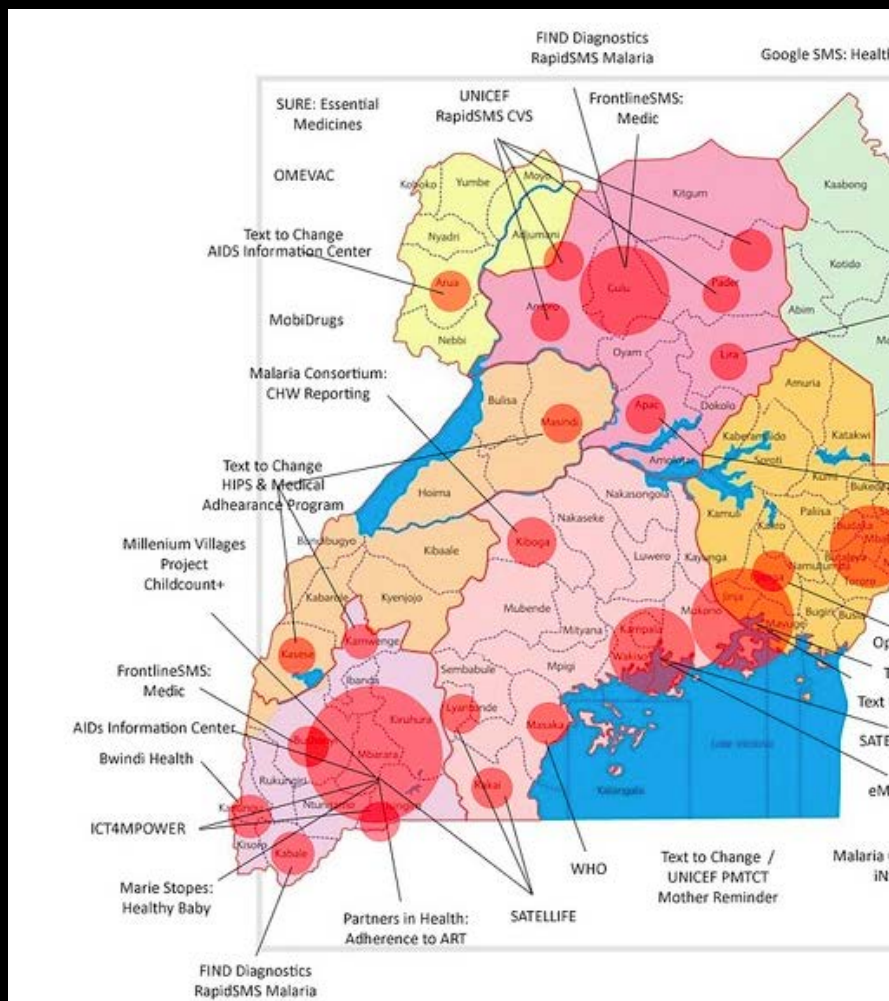 FIND Diagnostics
RapidSMS Malaria
Google SMS: Health
SURE: Essential
Medicines
UNICEF
RapidSMS CVS
FrontlineSMS:
Medic
OMEVAC
Text to Change
AIDS Information Center
MobiDrugs
Malaria Consortium:
CHW Reporting
Text to Change
HIPS & Medical
Adhearance Program
Millenium Villages
Project
Childcount+
FrontlineSMS:
Medic
AIDs Information Center
Bwindi Health
ICT4MPOWER
Marie Stopes:
Healthy Baby
FIND Diagnostics
RapidSMS Malaria
Partners in Health:
Adherence to ART
SATELLIFE
WHO
Text to Change /
UNICEF PMTCT
Mother Reminder
Malaria
iN
Op
T
Text
SATE
eM
Koboko
Yumbe
Moyo
Nyadri
Adjumani
Arua
Nebbi
Kitgum
Kaabong
Kotido
Abim
Gulu
Pader
Oyam
Lira
Apac
Dokolo
Amuria
Kaberamaido
Katakwi
Soroti
Kumi
Buked
Bulisa
Masindi
Hoima
Nakasongola
Nakaseke
Kiboga
Luwero
Kayunga
Kamuli
Pallisa
Budaka
Butaleja
Namutumba
Tororo
Bundibugyo
Kibaale
Kabarole
Kyenjojo
Mubende
Mityana
Mukono
Jinja
Bugiri
Busia
Mayuge
Kampala
Wakiso
Mpigi
Kamwenge
Kasese
Ibanda
Sembabule
Lyantonde
Kiruhura
Masaka
Mbarara
Rukungiri
Ntungamo
Rakai
Kalangala
Kanungu
Kisoro
Kabale